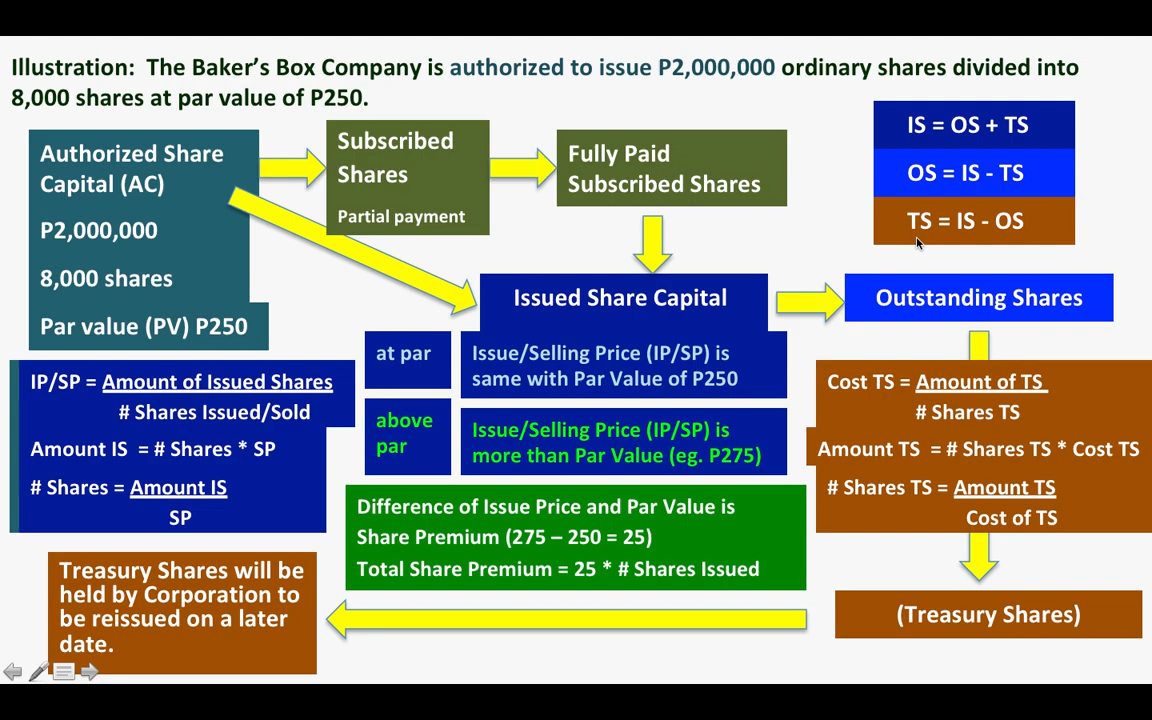 Illustration: The Baker's Box Company is authorized to issue P2,000,000 ordinary shares divided into
8,000 shares at par value of P250.
Authorized Share
Capital (AC)
P2,000,000
8,000 shares
Par value (PV) P250
Subscribed
Shares
Partial payment
Fully Paid
Subscribed Shares
IS = OS + TS
OS = IS - TS
TS = IS - OS
Issued Share Capital
Outstanding Shares
at par
Issue/Selling Price (IP/SP) is
same with Par Value of P250
above
par
Issue/Selling Price (IP/SP) is
more than Par Value (eg. P275)
IP/SP = Amount of Issued Shares
# Shares Issued/Sold
Amount IS = # Shares * SP
# Shares = Amount IS
SP
Cost TS = Amount of TS
# Shares TS
Amount TS = # Shares TS * Cost TS
# Shares TS = Amount TS
Cost of TS
Difference of Issue Price and Par Value is
Share Premium (275 – 250 = 25)
Total Share Premium = 25 * # Shares Issued
Treasury Shares will be
held by Corporation to
be reissued on a later
date.
(Treasury Shares)